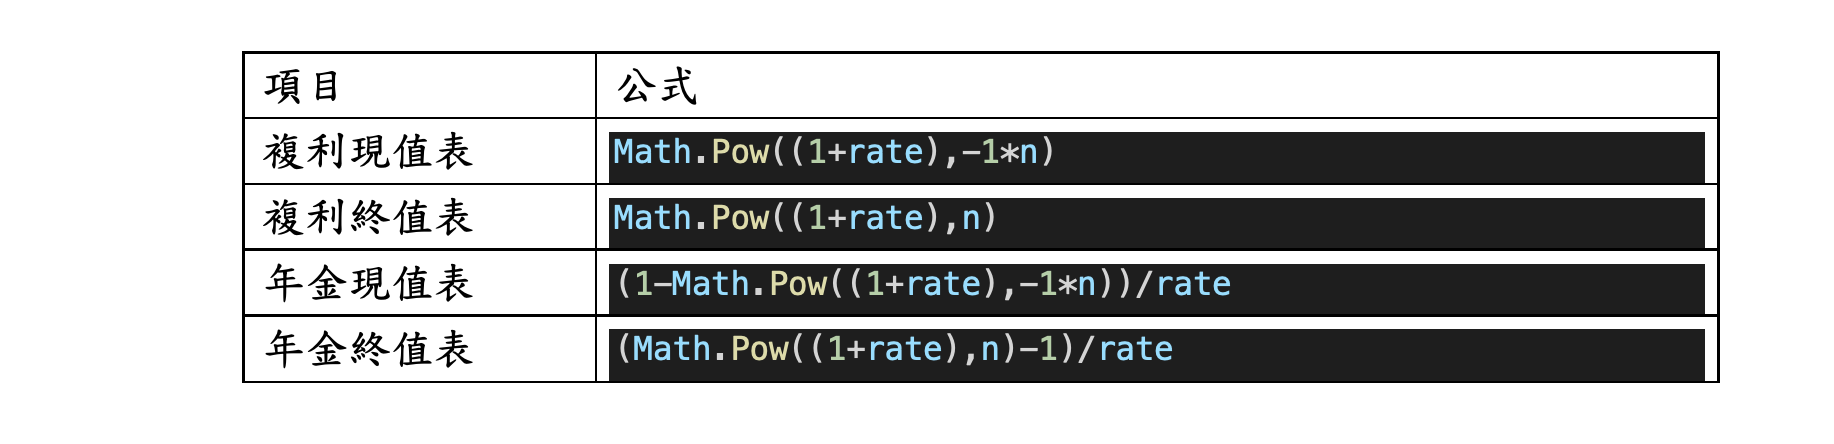 項目 公式
複利現值表 Math.Pow((1+rate),-1*n)
複利終值表 Math.Pow((1+rate),n)
年金現值表 (1-Math.Pow((1+rate),-1*n))/rate
年金終值表 (Math.Pow((1+rate),n)-1)/rate